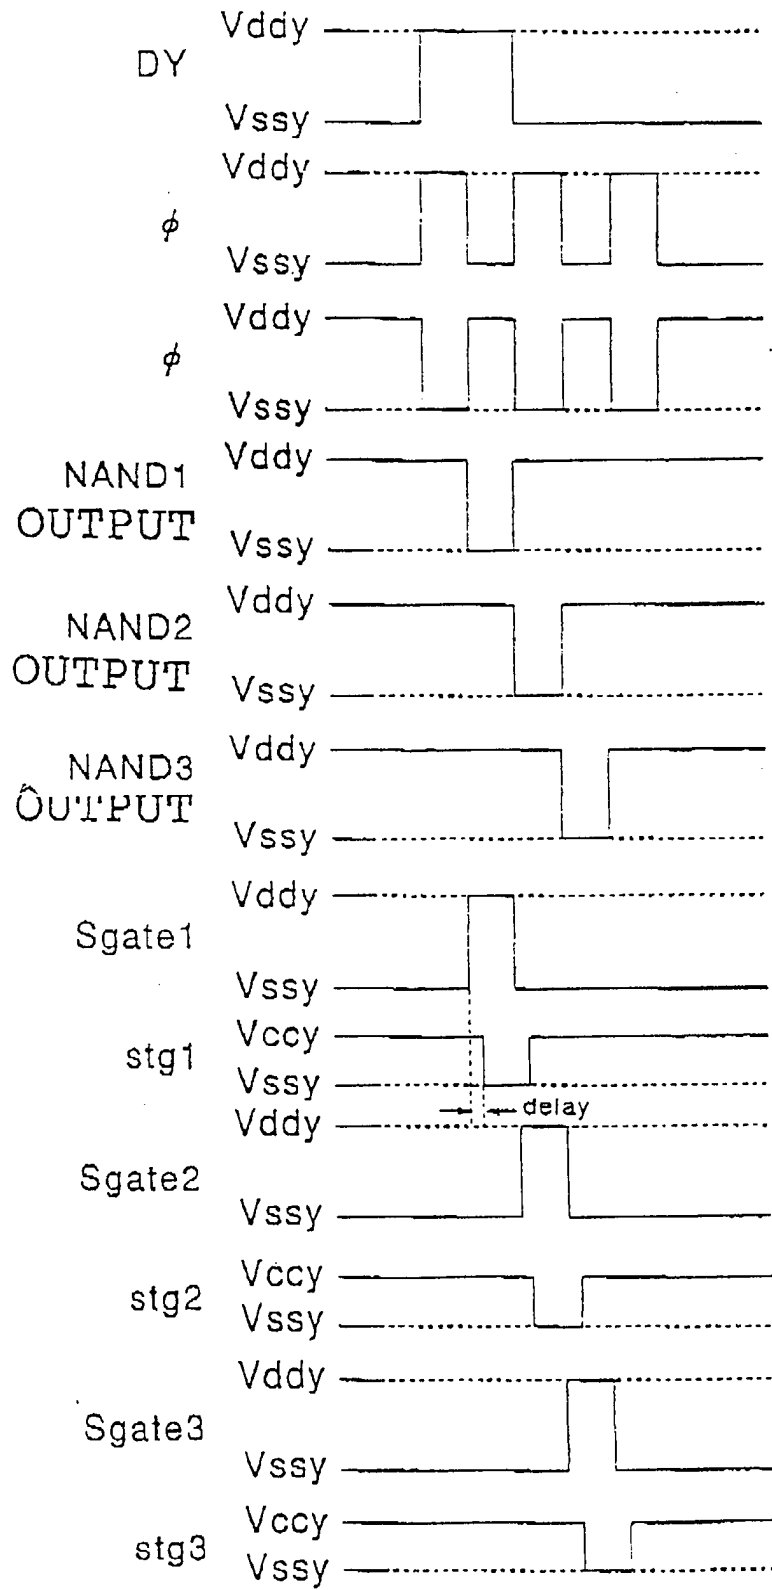 Vddy
DY
Vssy
Vddy
ϕ
Vssy
Vddy
ϕ
Vssy
Vddy
NAND1
OUTPUT
Vssy
Vddy
NAND2
OUTPUT
Vssy
Vddy
NAND3
OUTPUT
Vssy
Vddy
Sgate1
Vssy
Vccy
stg1
Vssy
delay
Vddy
Sgate2
Vssy
Vccy
stg2
Vssy
Vddy
Sgate3
Vssy
Vccy
stg3
Vssy